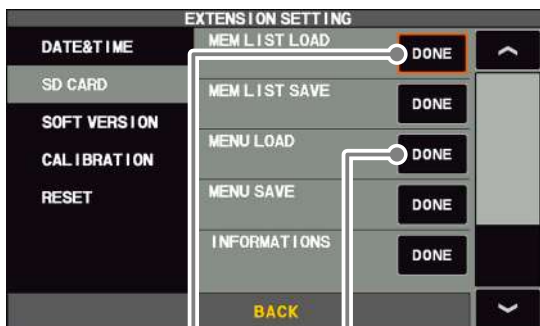 EXTENSION SETTING
DATE&TIME
SD CARD
SOFT VERSION
CALIBRATION
RESET
MEM LIST LOAD DONE
MEM LIST SAVE DONE
MENU LOAD DONE
MENU SAVE DONE
INFORMATIONS DONE
BACK